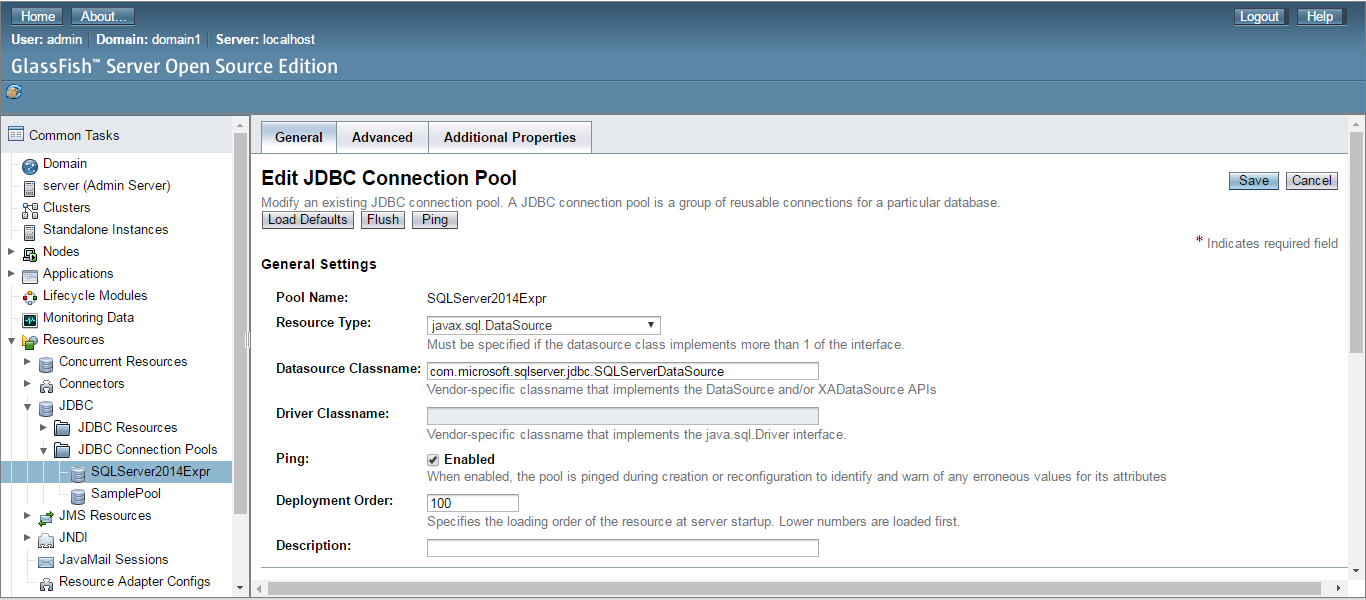 Home About... Logout Help
User: admin Domain: domain1 Server: localhost
GlassFish™ Server Open Source Edition
Common Tasks
Domain
server (Admin Server)
Clusters
Standalone Instances
Nodes
Applications
Lifecycle Modules
Monitoring Data
Resources
Concurrent Resources
Connectors
JDBC
JDBC Resources
JDBC Connection Pools
SQLServer2014Expr
SamplePool
JMS Resources
JNDI
JavaMail Sessions
Resource Adapter Configs
General Advanced Additional Properties
Edit JDBC Connection Pool
Save Cancel
Modify an existing JDBC connection pool. A JDBC connection pool is a group of reusable connections for a particular database.
Load Defaults Flush Ping
* Indicates required field
General Settings
Pool Name: SQLServer2014Expr
Resource Type: javax.sql.DataSource
Must be specified if the datasource class implements more than 1 of the interface.
Datasource Classname: com.microsoft.sqlserver.jdbc.SQLServerDataSource
Vendor-specific classname that implements the DataSource and/or XADataSource APIs
Driver Classname:
Vendor-specific classname that implements the java.sql.Driver interface.
Ping: Enabled
When enabled, the pool is pinged during creation or reconfiguration to identify and warn of any erroneous values for its attributes
Deployment Order: 100
Specifies the loading order of the resource at server startup. Lower numbers are loaded first.
Description: